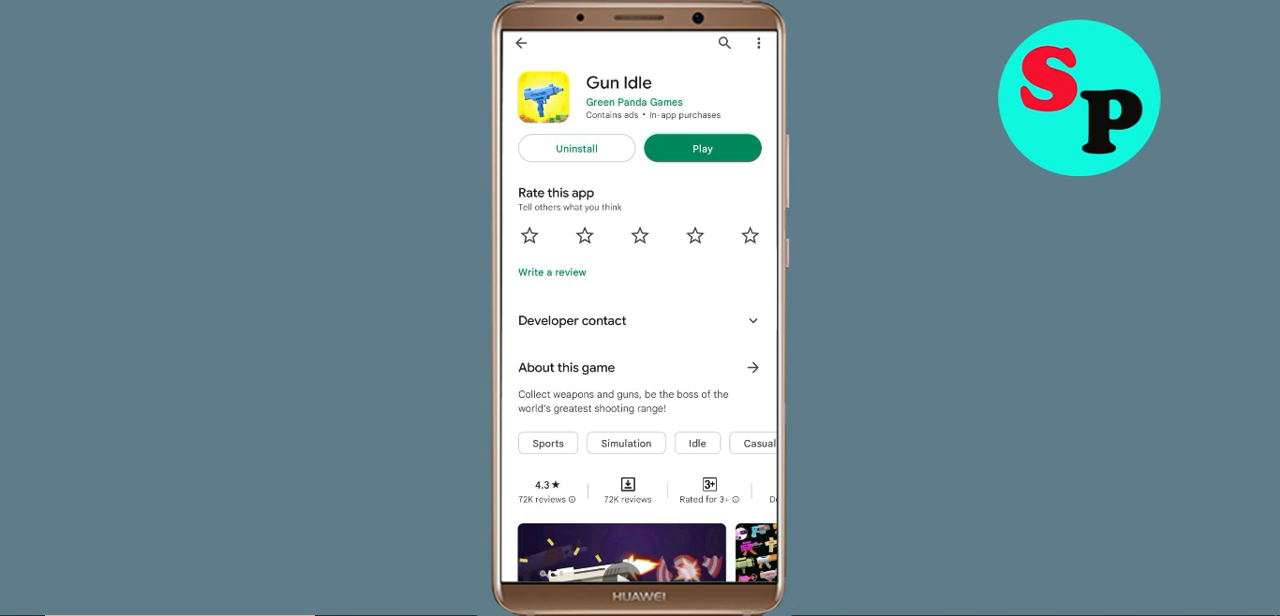 Gun Idle
Green Panda Games
Contains ads • In-app purchases
Uninstall
Play
Rate this app
Tell others what you think
Write a review
Developer contact
About this game
Collect weapons and guns, be the boss of the
world's greatest shooting range!
Sports
Simulation
Idle
Casual
4.3★
72K reviews
72K reviews
3+
Rated for 3+
HUAWEI
SP